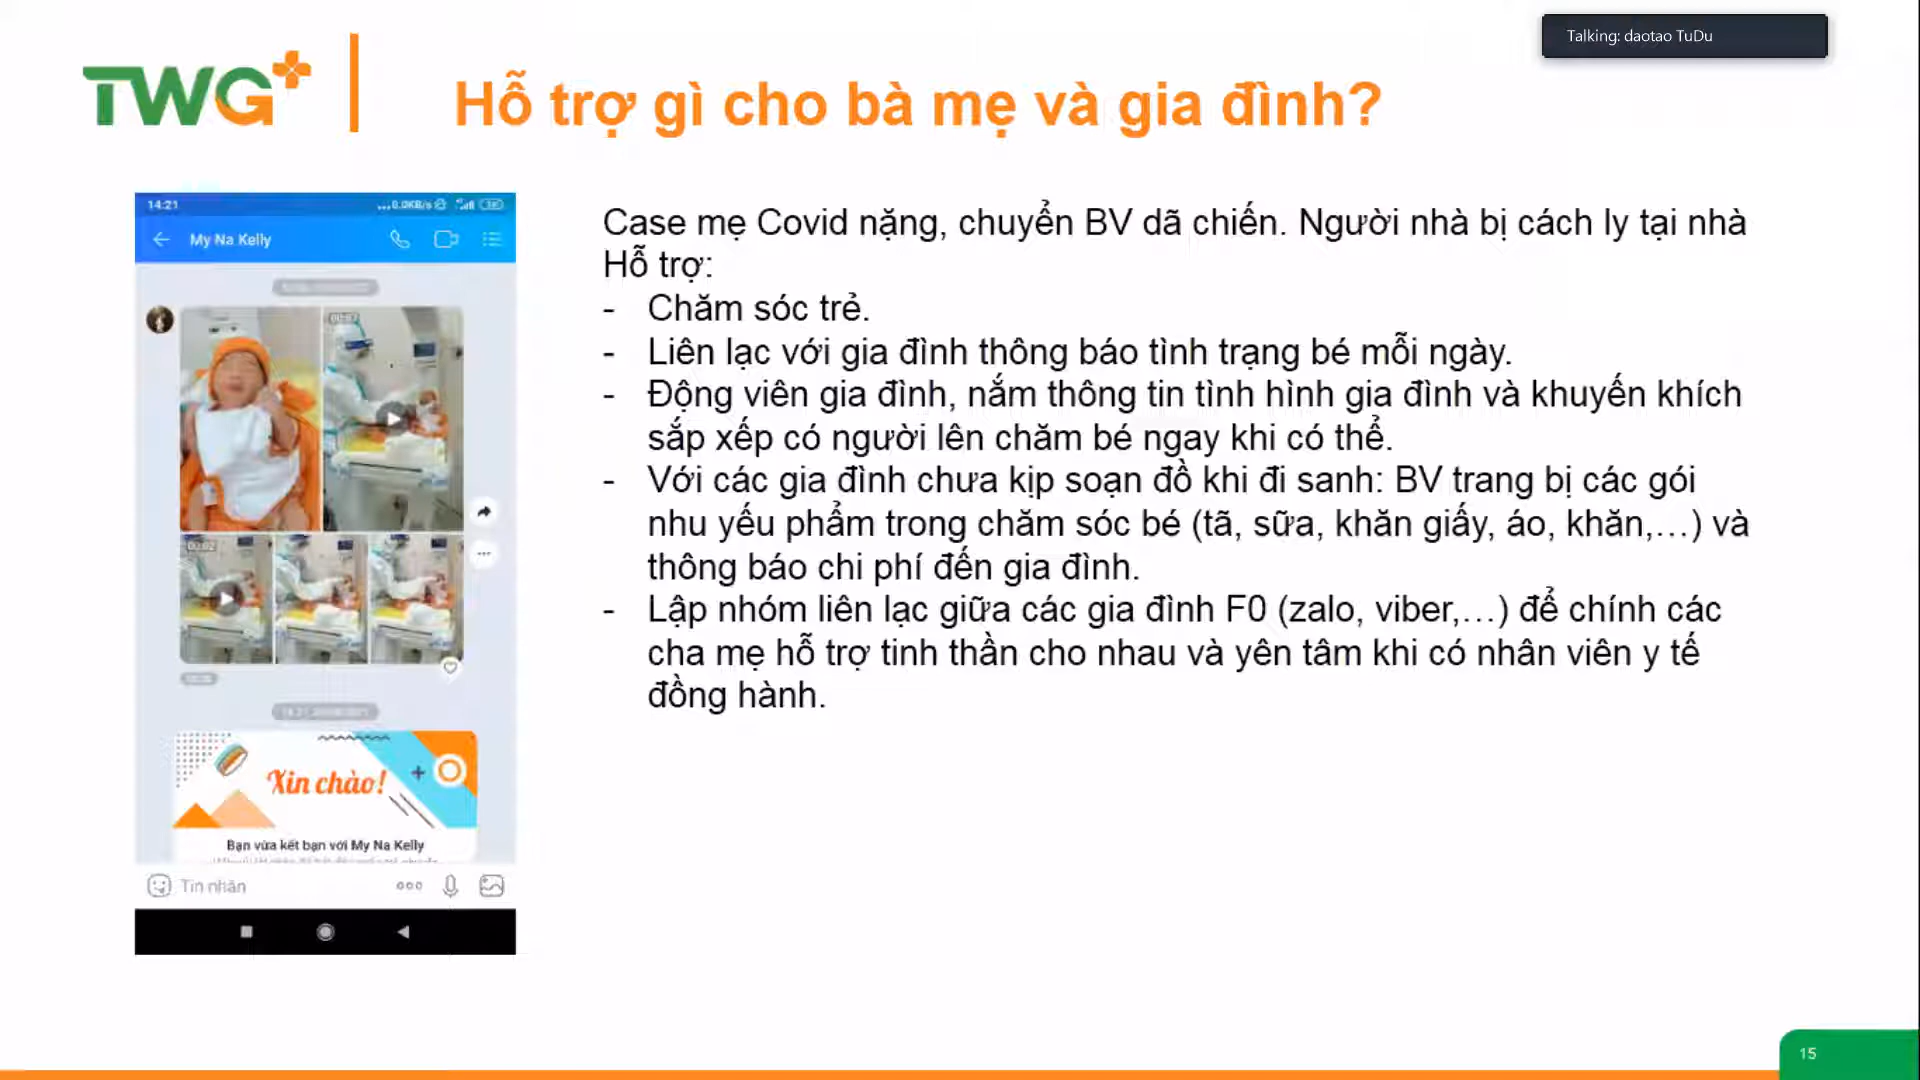 Talking: daotao TuDu
TWG+
Hỗ trợ gì cho bà mẹ và gia đình?
14:21
...0.0KB/s
My Na Kelly
00:07
00:02
Xin chào!
Bạn vừa kết bạn với My Na Kelly
Tin nhắn
Case mẹ Covid nặng, chuyển BV dã chiến. Người nhà bị cách ly tại nhà
Hỗ trợ:
- Chăm sóc trẻ.
- Liên lạc với gia đình thông báo tình trạng bé mỗi ngày.
- Động viên gia đình, nắm thông tin tình hình gia đình và khuyến khích
sắp xếp có người lên chăm bé ngay khi có thể.
- Với các gia đình chưa kịp soạn đồ khi đi sanh: BV trang bị các gói
nhu yếu phẩm trong chăm sóc bé (tã, sữa, khăn giấy, áo, khăn,...) và
thông báo chi phí đến gia đình.
- Lập nhóm liên lạc giữa các gia đình F0 (zalo, viber,...) để chính các
cha mẹ hỗ trợ tinh thần cho nhau và yên tâm khi có nhân viên y tế
đồng hành.
15